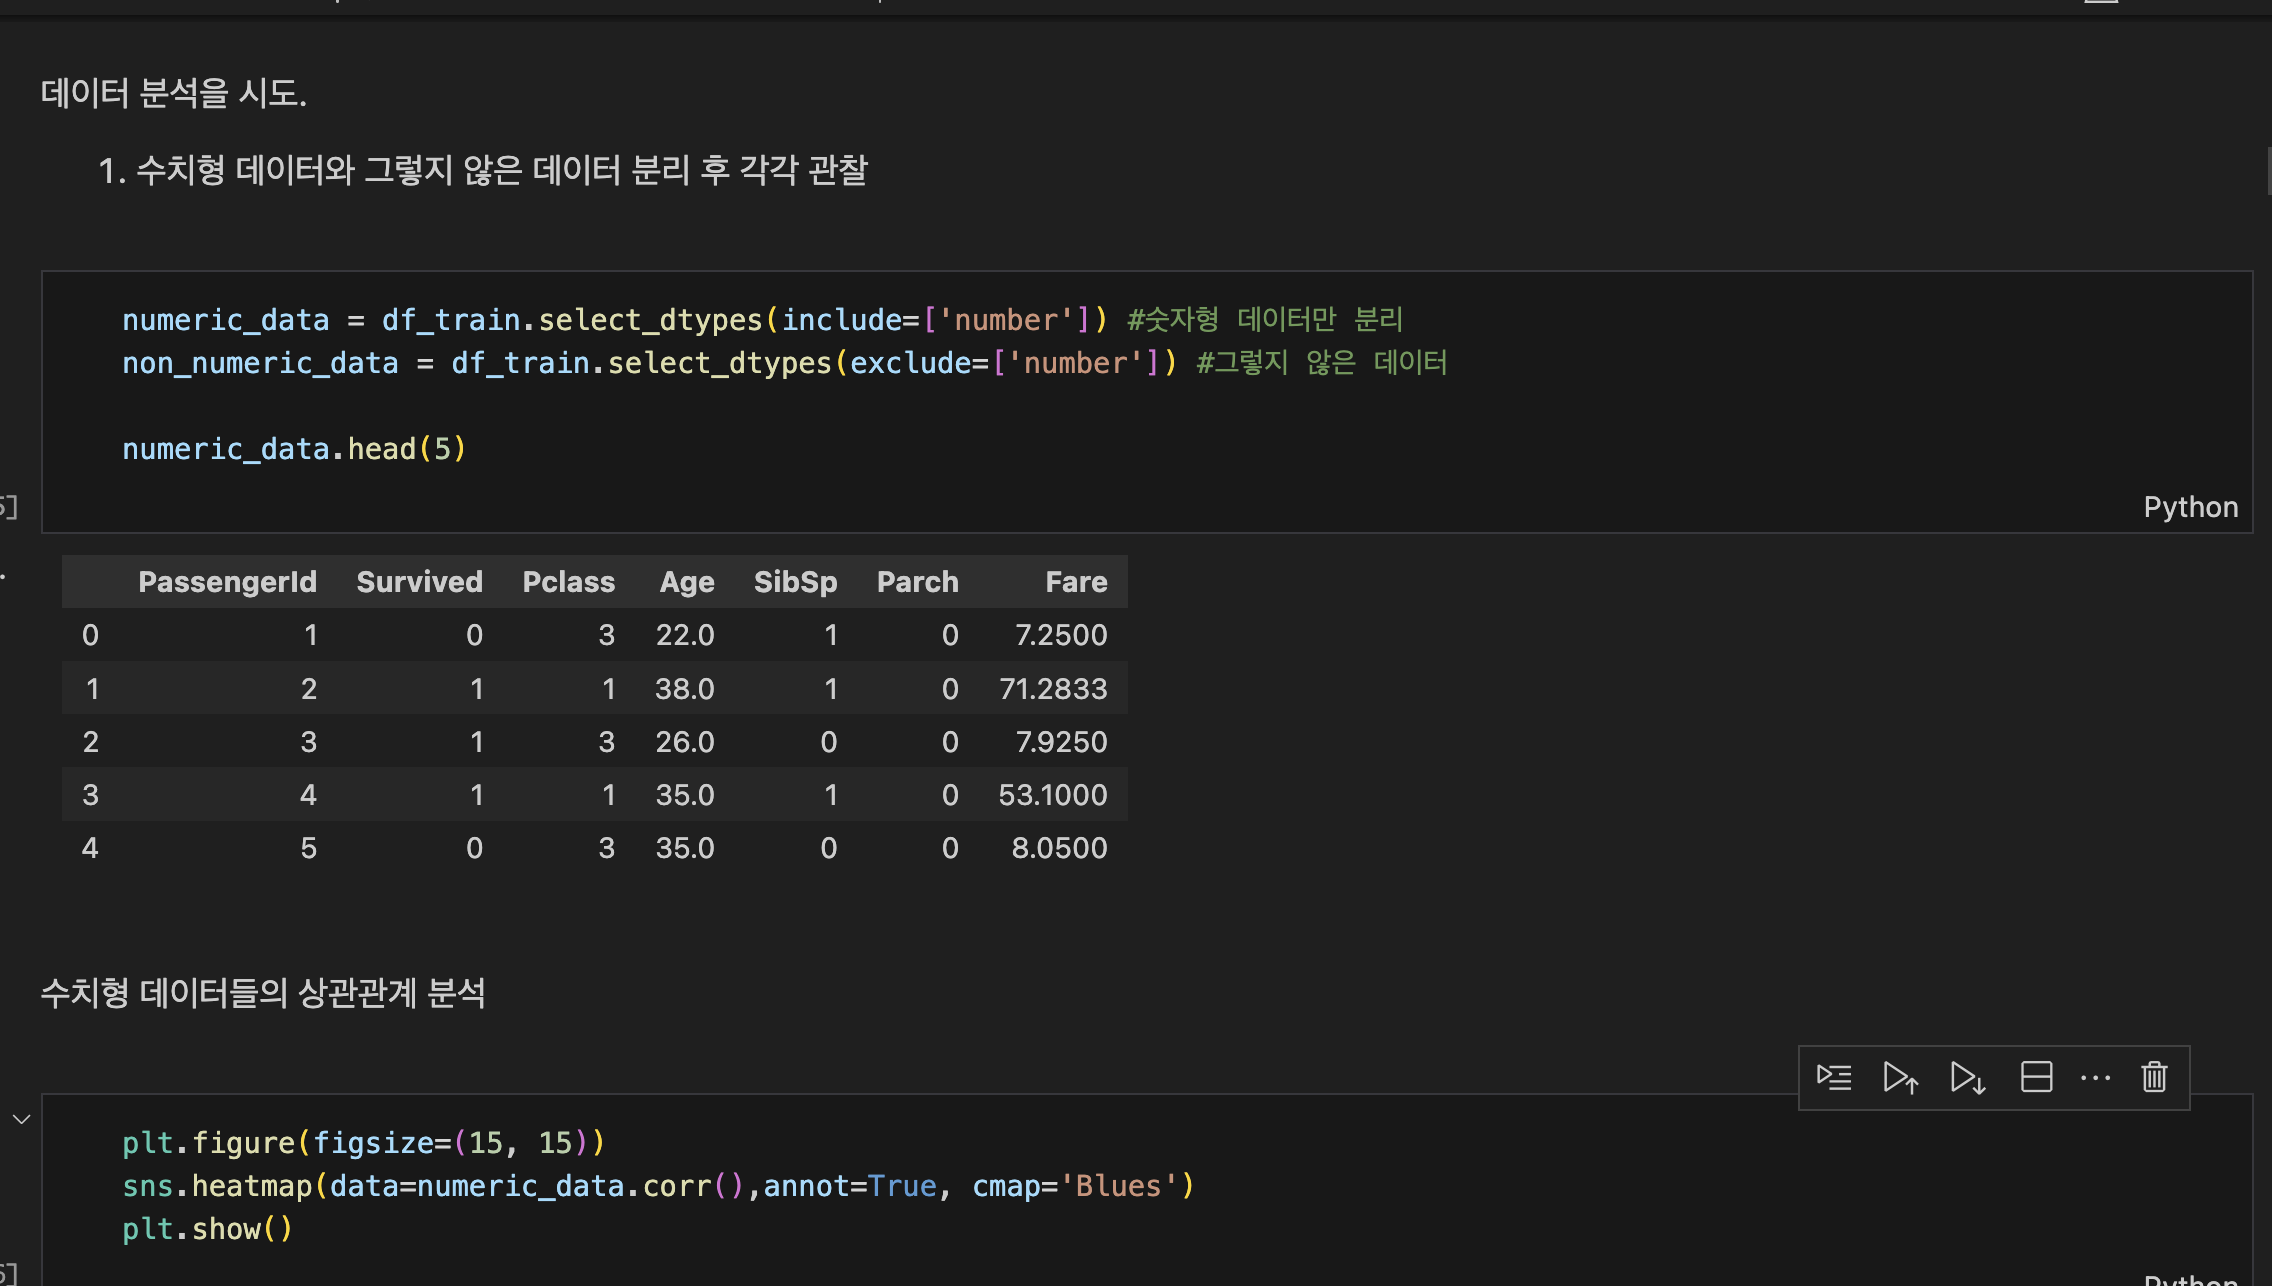 데이터 분석을 시도.
1. 수치형 데이터와 그렇지 않은 데이터 분리 후 각각 관찰
numeric_data = df_train.select_dtypes(include=['number']) #숫자형 데이터만 분리
non_numeric_data = df_train.select_dtypes(exclude=['number']) #그렇지 않은 데이터
numeric_data.head(5)
5]
Python
PassengerId Survived Pclass Age SibSp Parch Fare
0 1 0 3 22.0 1 0 7.2500
1 2 1 1 38.0 1 0 71.2833
2 3 1 3 26.0 0 0 7.9250
3 4 1 1 35.0 1 0 53.1000
4 5 0 3 35.0 0 0 8.0500
수치형 데이터들의 상관관계 분석
plt.figure(figsize=(15, 15))
sns.heatmap(data=numeric_data.corr(),annot=True, cmap='Blues')
plt.show()
Python